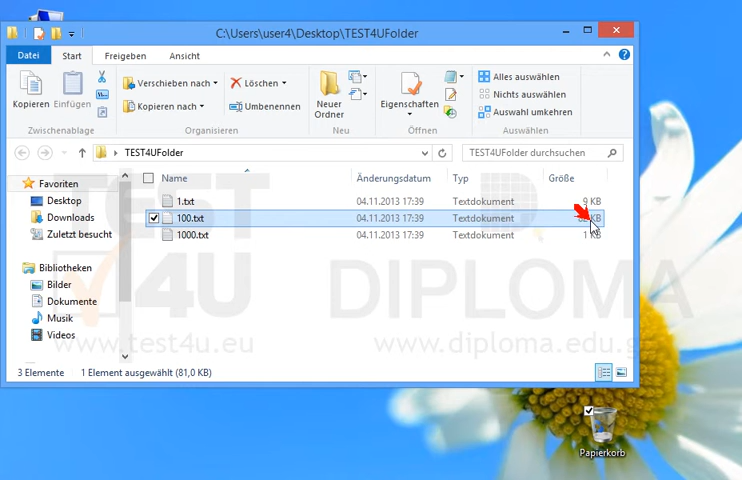 C:\Users\user4\Desktop\TEST4UFolder
Datei Start Freigeben Ansicht
Kopieren Einfügen
Verschieben nach
Kopieren nach
Löschen
Umbenennen
Neuer Ordner
Eigenschaften
Alles auswählen
Nichts auswählen
Auswahl umkehren
Zwischenablage Organisieren Neu Öffnen Auswählen
TEST4UFolder
TEST4UFolder durchsuchen
Favoriten
Desktop
Downloads
Zuletzt besucht
Bibliotheken
Bilder
Dokumente
Musik
Videos
Name Änderungsdatum Typ Größe
1.txt 04.11.2013 17:39 Textdokument 9 KB
100.txt 04.11.2013 17:39 Textdokument KB
1000.txt 04.11.2013 17:39 Textdokument 1 KB
TEST 4U
www.test4u.eu
DIPLOMA
www.diploma.edu.g
3 Elemente 1 Element ausgewählt (81,0 KB)
Papierkorb